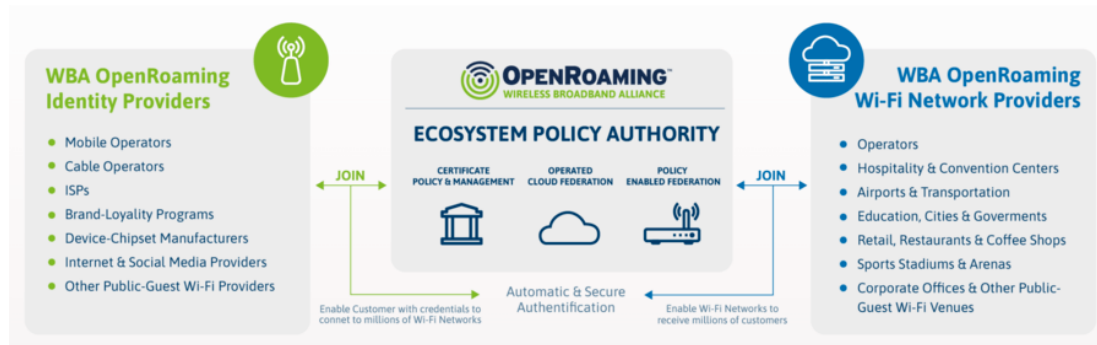 WBA OpenRoaming
Identity Providers
Mobile Operators
Cable Operators
ISPs
Brand-Loyality Programs
Device-Chipset Manufacturers
Internet & Social Media Providers
Other Public-Guest Wi-Fi Providers
JOIN
Enable Customer with credentials to
connet to millions of Wi-Fi Networks
OPENROAMING™
WIRELESS BROADBAND ALLIANCE
ECOSYSTEM POLICY AUTHORITY
CERTIFICATE
POLICY & MANAGEMENT
OPERATED
CLOUD FEDERATION
POLICY
ENABLED FEDERATION
Automatic & Secure
Authentification
JOIN
Enable Wi-Fi Networks to
receive millions of customers
WBA OpenRoaming
Wi-Fi Network Providers
Operators
Hospitality & Convention Centers
Airports & Transportation
Education, Cities & Goverments
Retail, Restaurants & Coffee Shops
Sports Stadiums & Arenas
Corporate Offices & Other Public-
Guest Wi-Fi Venues